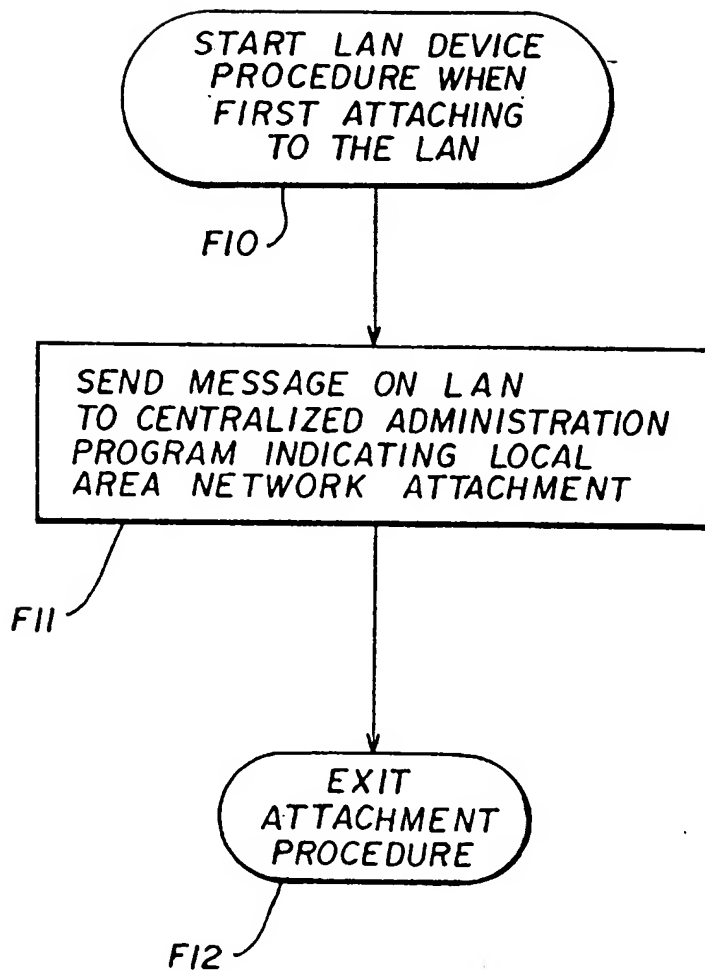 START LAN DEVICE
PROCEDURE WHEN
FIRST ATTACHING
TO THE LAN
F10
SEND MESSAGE ON LAN
TO CENTRALIZED ADMINISTRATION
PROGRAM INDICATING LOCAL
AREA NETWORK ATTACHMENT
F11
EXIT
ATTACHMENT
PROCEDURE
F12